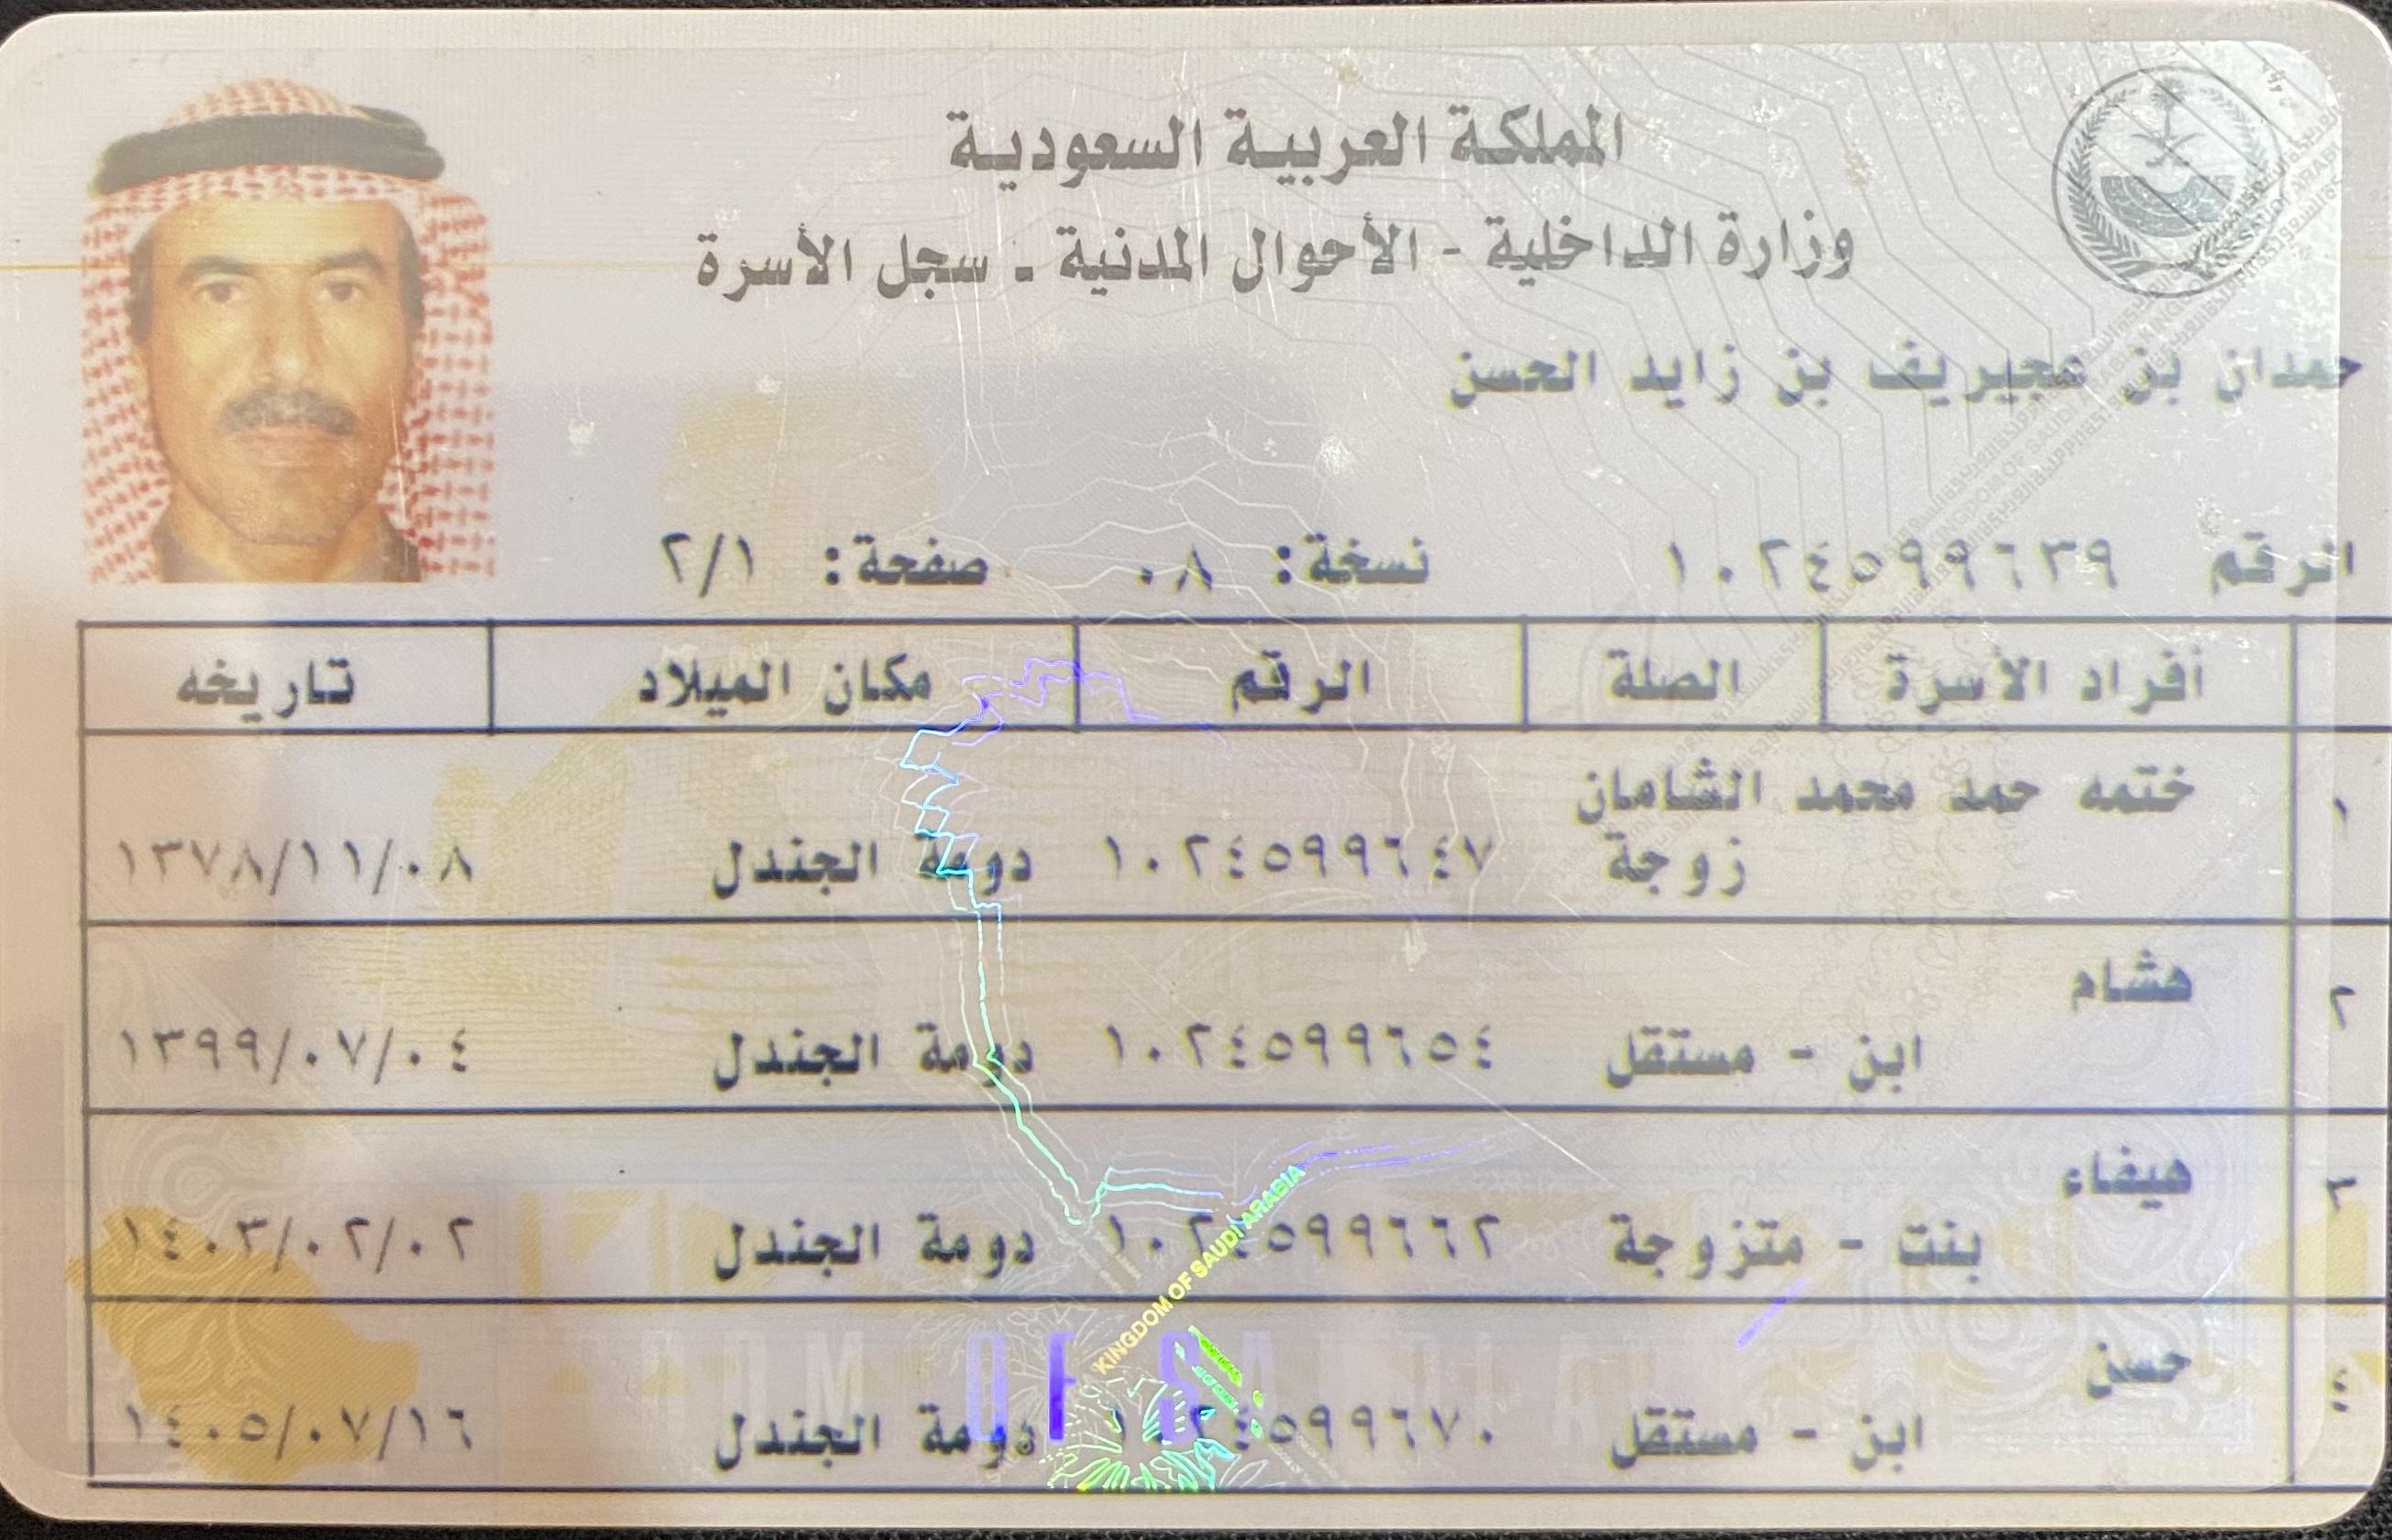 المملكة العربية السعودية
وزارة الداخلية - الأحوال المدنية - سجل الأسرة
حمدان بن عجيريف بن زايد الحسن
الرقم ١٠٢٤٥٩٩٦٣٩ نسخة: ٠٨ صفحة: ٢/١
أفراد الأسرة الصلة الرقم مكان الميلاد تاريخه
١ ختمه حمد محمد الشامان
زوجة ١٠٢٤٥٩٩٦٤٧ دومة الجندل ١٣٧٨/١١/٠٨
٢ هشام
ابن - مستقل ١٠٢٤٥٩٩٦٥٤ دومة الجندل ١٣٩٩/٠٧/٠٤
٣ هيفاء
بنت - متزوجة ١٠٢٤٥٩٩٦٦٢ دومة الجندل ١٤٠٣/٠٢/٠٢
٤ حسن
ابن - مستقل ١٠٢٤٥٩٩٦٧٠ دومة الجندل ١٤٠٥/٠٧/١٦
KINGDOM OF SAUDI ARABIA